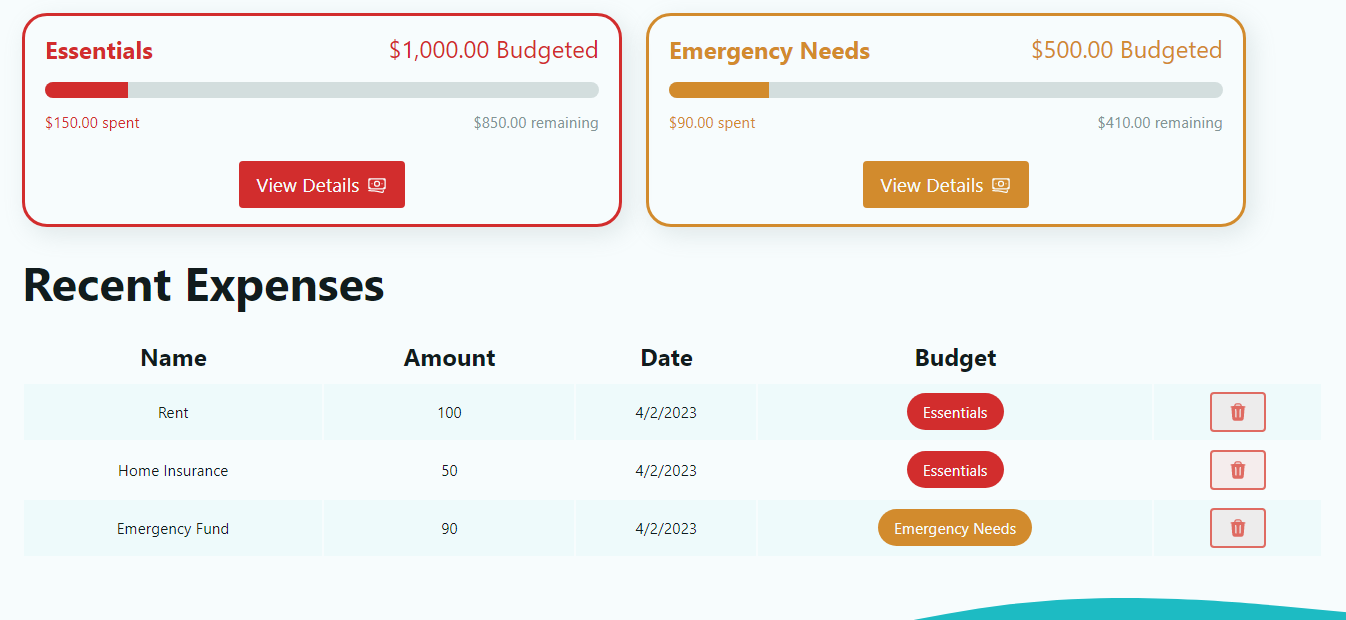 Essentials
$1,000.00 Budgeted
$150.00 spent
$850.00 remaining
View Details
Emergency Needs
$500.00 Budgeted
$90.00 spent
$410.00 remaining
View Details
Recent Expenses
Name Amount Date Budget
Rent 100 4/2/2023 Essentials
Home Insurance 50 4/2/2023 Essentials
Emergency Fund 90 4/2/2023 Emergency Needs